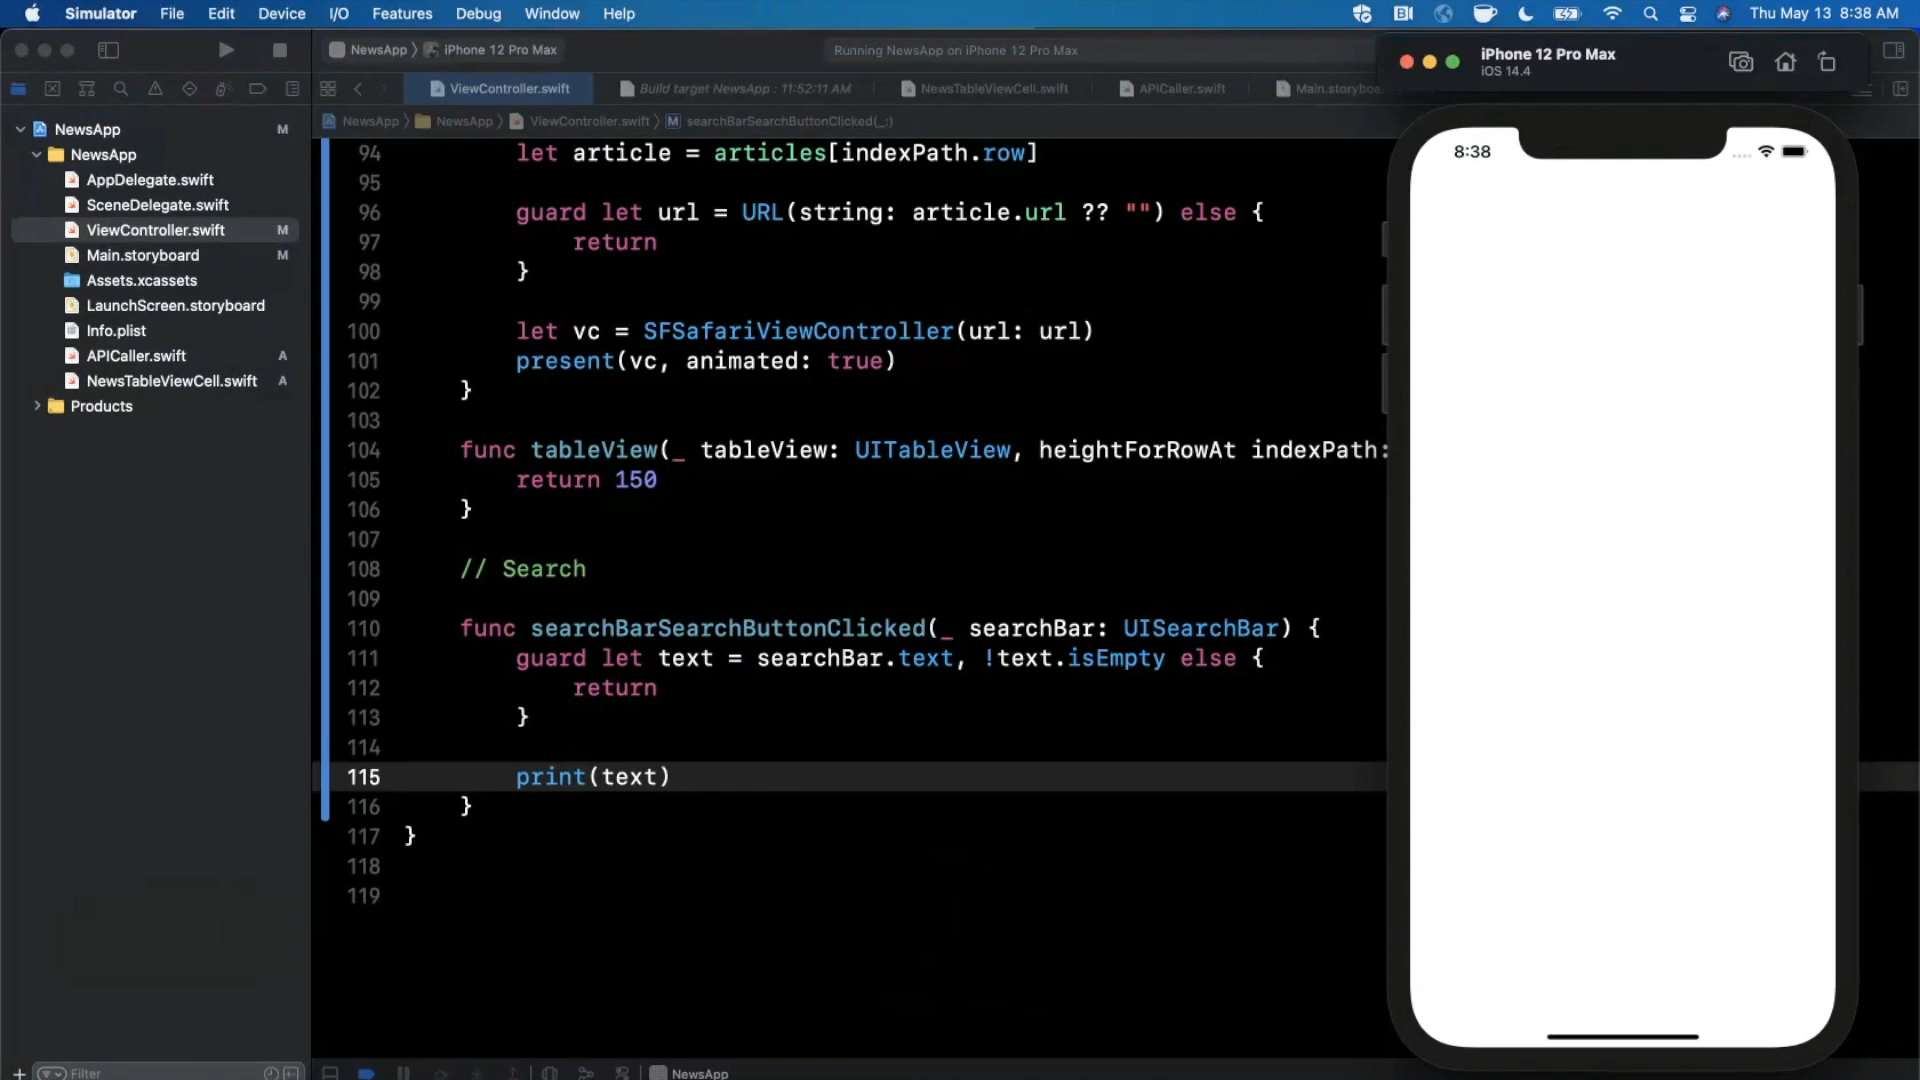 Simulator File Edit Device I/O Features Debug Window Help Thu May 13 8:38 AM
NewsApp 〉 iPhone 12 Pro Max
Running NewsApp on iPhone 12 Pro Max
iPhone 12 Pro Max
iOS 14.4
ViewController.swift
Build target NewsApp : 11:52:11 AM
NewsTableViewCell.swift
APICaller.swift
Main.storyboa
NewsApp 〉 NewsApp 〉 ViewController.swift 〉 M searchBarSearchButtonClicked(_:)
NewsApp M
NewsApp
AppDelegate.swift
SceneDelegate.swift
ViewController.swift M
Main.storyboard M
Assets.xcassets
LaunchScreen.storyboard
Info.plist
APICaller.swift A
NewsTableViewCell.swift A
Products
Filter
94 let article = articles[indexPath.row]
95
96 guard let url = URL(string: article.url ?? "") else {
97 return
98 }
99
100 let vc = SFSafariViewController(url: url)
101 present(vc, animated: true)
102 }
103
104 func tableView(_ tableView: UITableView, heightForRowAt indexPath:
105 return 150
106 }
107
108 // Search
109
110 func searchBarSearchButtonClicked(_ searchBar: UISearchBar) {
111 guard let text = searchBar.text, !text.isEmpty else {
112 return
113 }
114
115 print(text)
116 }
117 }
118
119
NewsApp
8:38